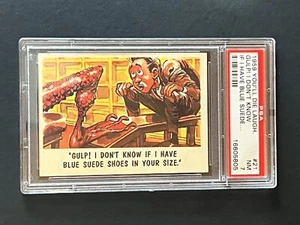 "GULP! I DON'T KNOW IF I HAVE
BLUE SUEDE SHOES IN YOUR SIZE."
1959 YOU'LL DIE LAUGH. #21
GULP! I DON'T KNOW NM
IF I HAVE BLUE SUEDE... 7
PSA 16605605